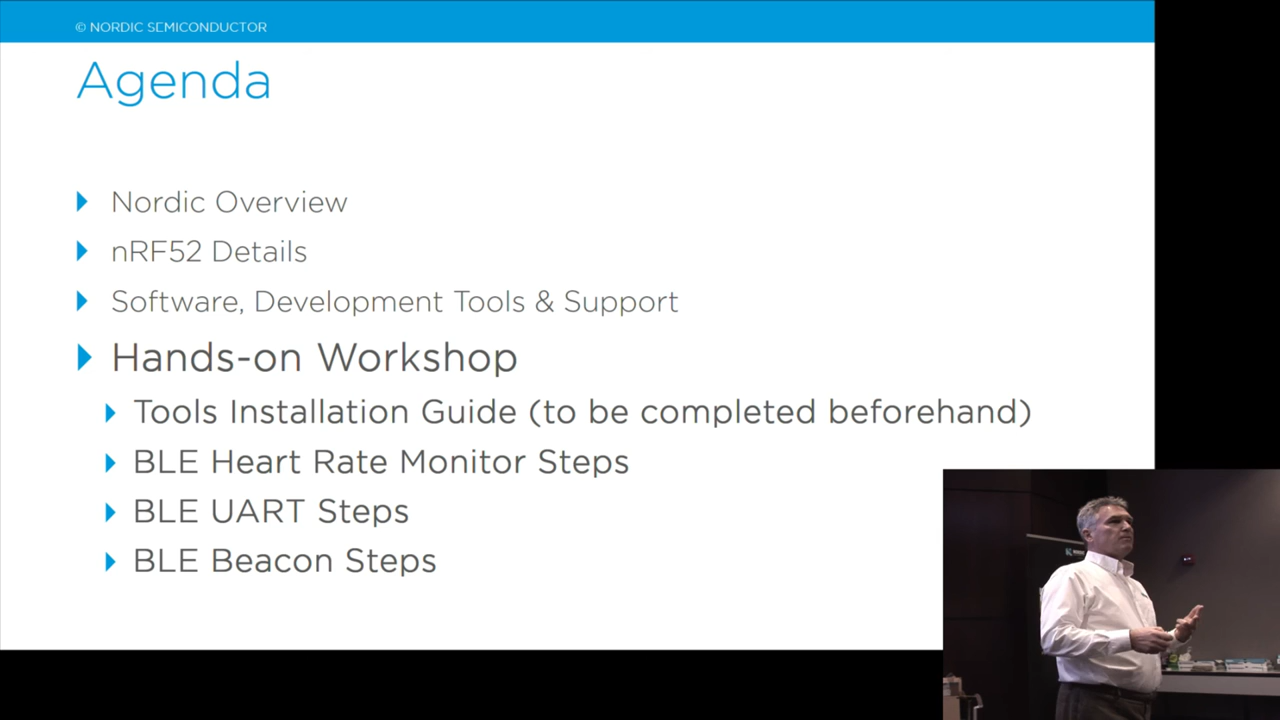 © NORDIC SEMICONDUCTOR
Agenda
Nordic Overview
nRF52 Details
Software, Development Tools & Support
Hands-on Workshop
Tools Installation Guide (to be completed beforehand)
BLE Heart Rate Monitor Steps
BLE UART Steps
BLE Beacon Steps